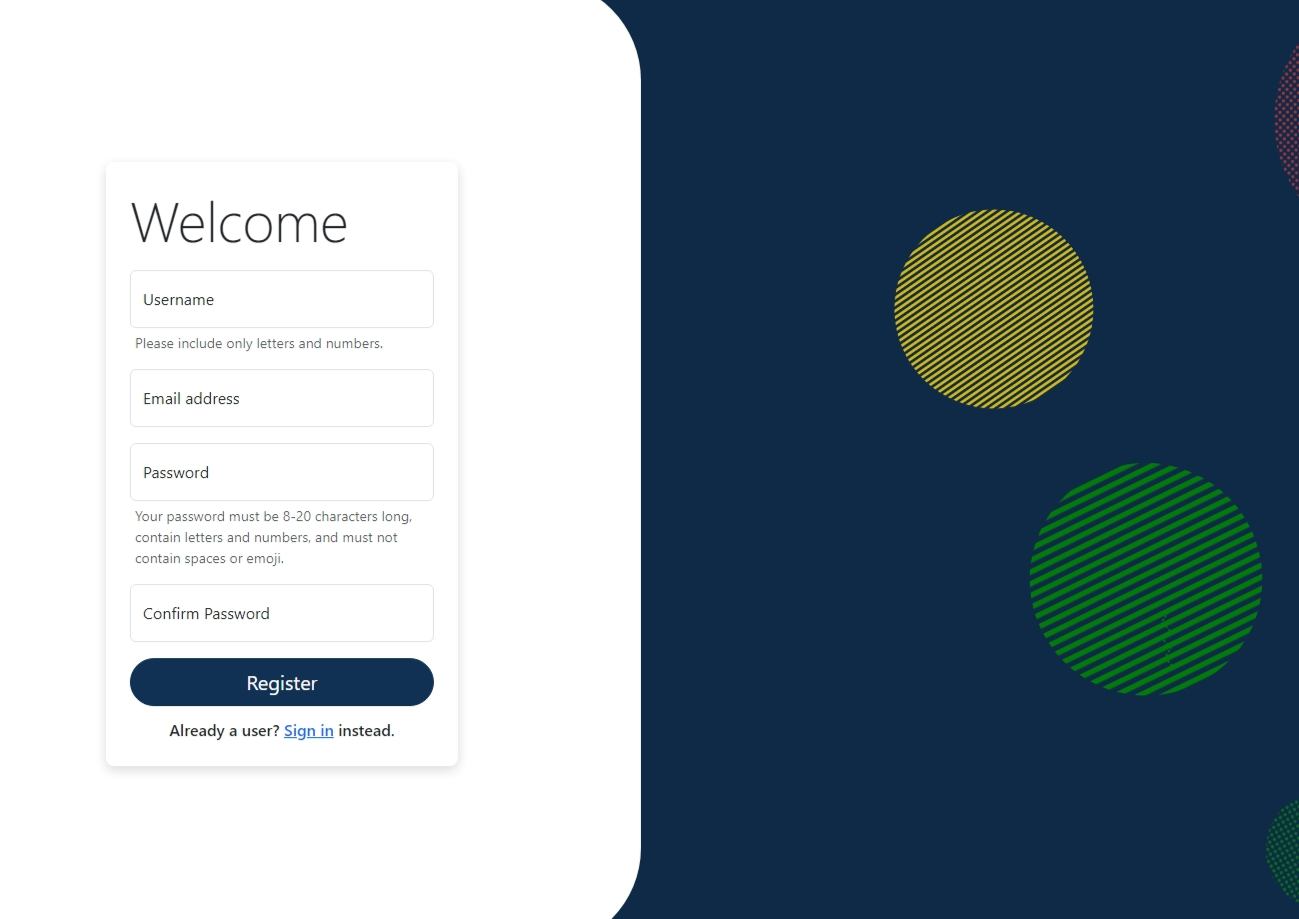 Welcome
Username
Please include only letters and numbers.
Email address
Password
Your password must be 8-20 characters long,
contain letters and numbers, and must not
contain spaces or emoji.
Confirm Password
Register
Already a user? Sign in instead.